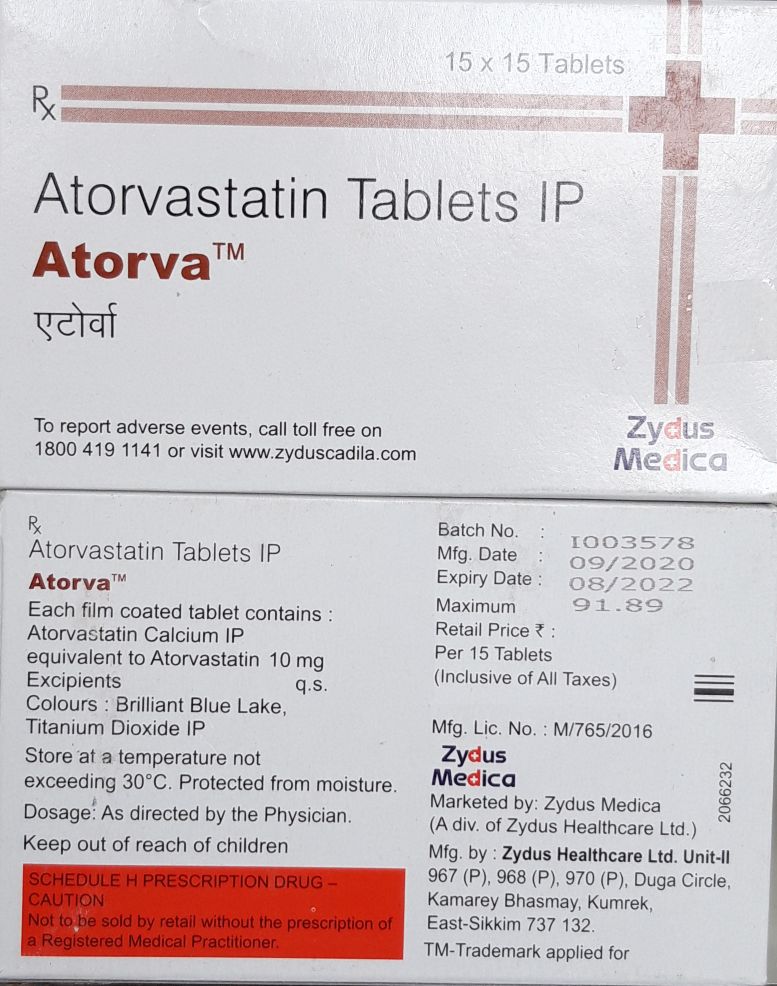 15 x 15 Tablets
Rx
Atorvastatin Tablets IP
Atorva™
एटोर्वा
To report adverse events, call toll free on
1800 419 1141 or visit www.zyduscadila.com
Zydus
Medica
Rx
Atorvastatin Tablets IP
Atorva™
Each film coated tablet contains :
Atorvastatin Calcium IP
equivalent to Atorvastatin 10 mg
Excipients q.s.
Colours : Brilliant Blue Lake,
Titanium Dioxide IP
Store at a temperature not
exceeding 30°C. Protected from moisture.
Dosage: As directed by the Physician.
Keep out of reach of children
SCHEDULE H PRESCRIPTION DRUG –
CAUTION
Not to be sold by retail without the prescription of
a Registered Medical Practitioner.
Batch No. : I003578
Mfg. Date : 09/2020
Expiry Date : 08/2022
Maximum 91.89
Retail Price ₹ :
Per 15 Tablets
(Inclusive of All Taxes)
Mfg. Lic. No. : M/765/2016
Zydus
Medica
Marketed by: Zydus Medica
(A div. of Zydus Healthcare Ltd.)
Mfg. by : Zydus Healthcare Ltd. Unit-II
967 (P), 968 (P), 970 (P), Duga Circle,
Kamarey Bhasmay, Kumrek,
East-Sikkim 737 132.
TM-Trademark applied for
2066232